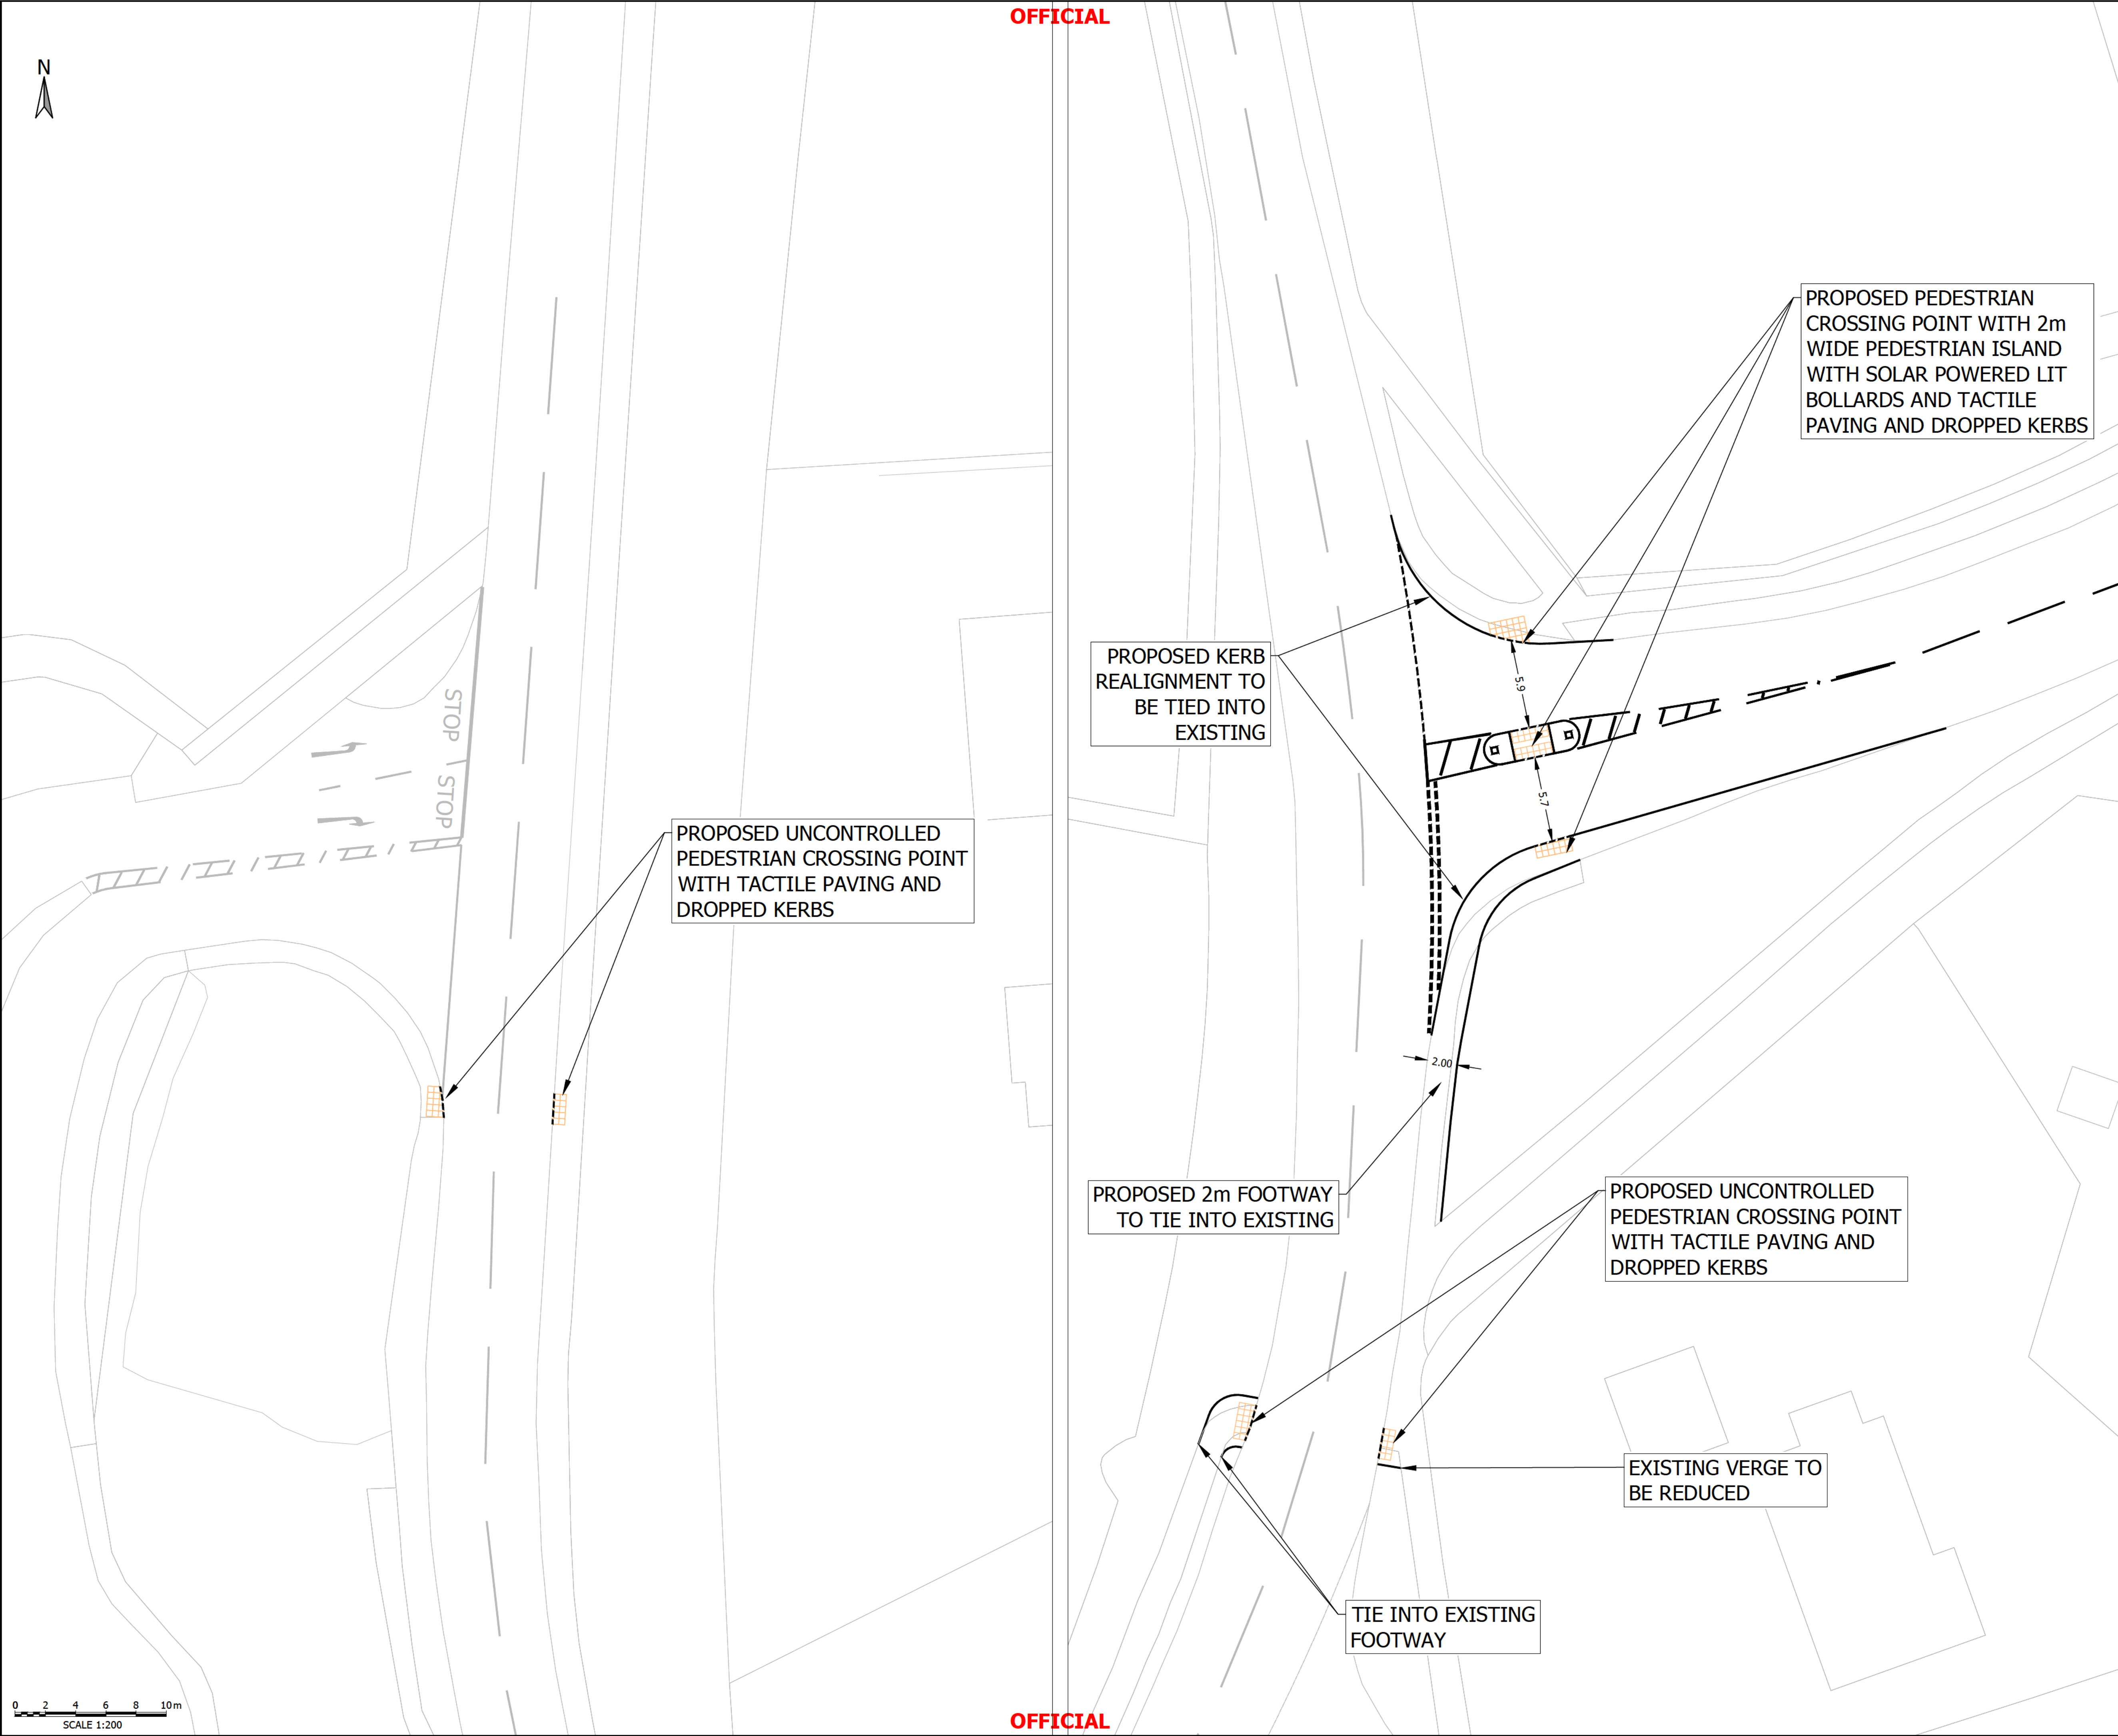 OFFICIAL
N
STOP
STOP
PROPOSED UNCONTROLLED
PEDESTRIAN CROSSING POINT
WITH TACTILE PAVING AND
DROPPED KERBS
0 2 4 6 8 10m
SCALE 1:200
PROPOSED PEDESTRIAN
CROSSING POINT WITH 2m
WIDE PEDESTRIAN ISLAND
WITH SOLAR POWERED LIT
BOLLARDS AND TACTILE
PAVING AND DROPPED KERBS
PROPOSED KERB
REALIGNMENT TO
BE TIED INTO
EXISTING
5.9
5.7
2.00
PROPOSED 2m FOOTWAY
TO TIE INTO EXISTING
PROPOSED UNCONTROLLED
PEDESTRIAN CROSSING POINT
WITH TACTILE PAVING AND
DROPPED KERBS
EXISTING VERGE TO
BE REDUCED
TIE INTO EXISTING
FOOTWAY
OFFICIAL